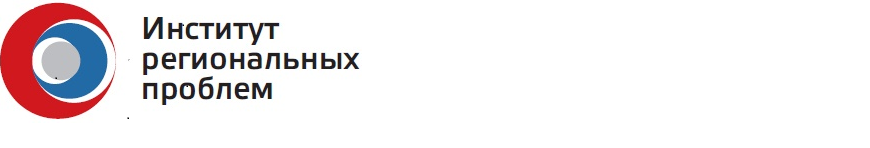 Институт
региональных
проблем